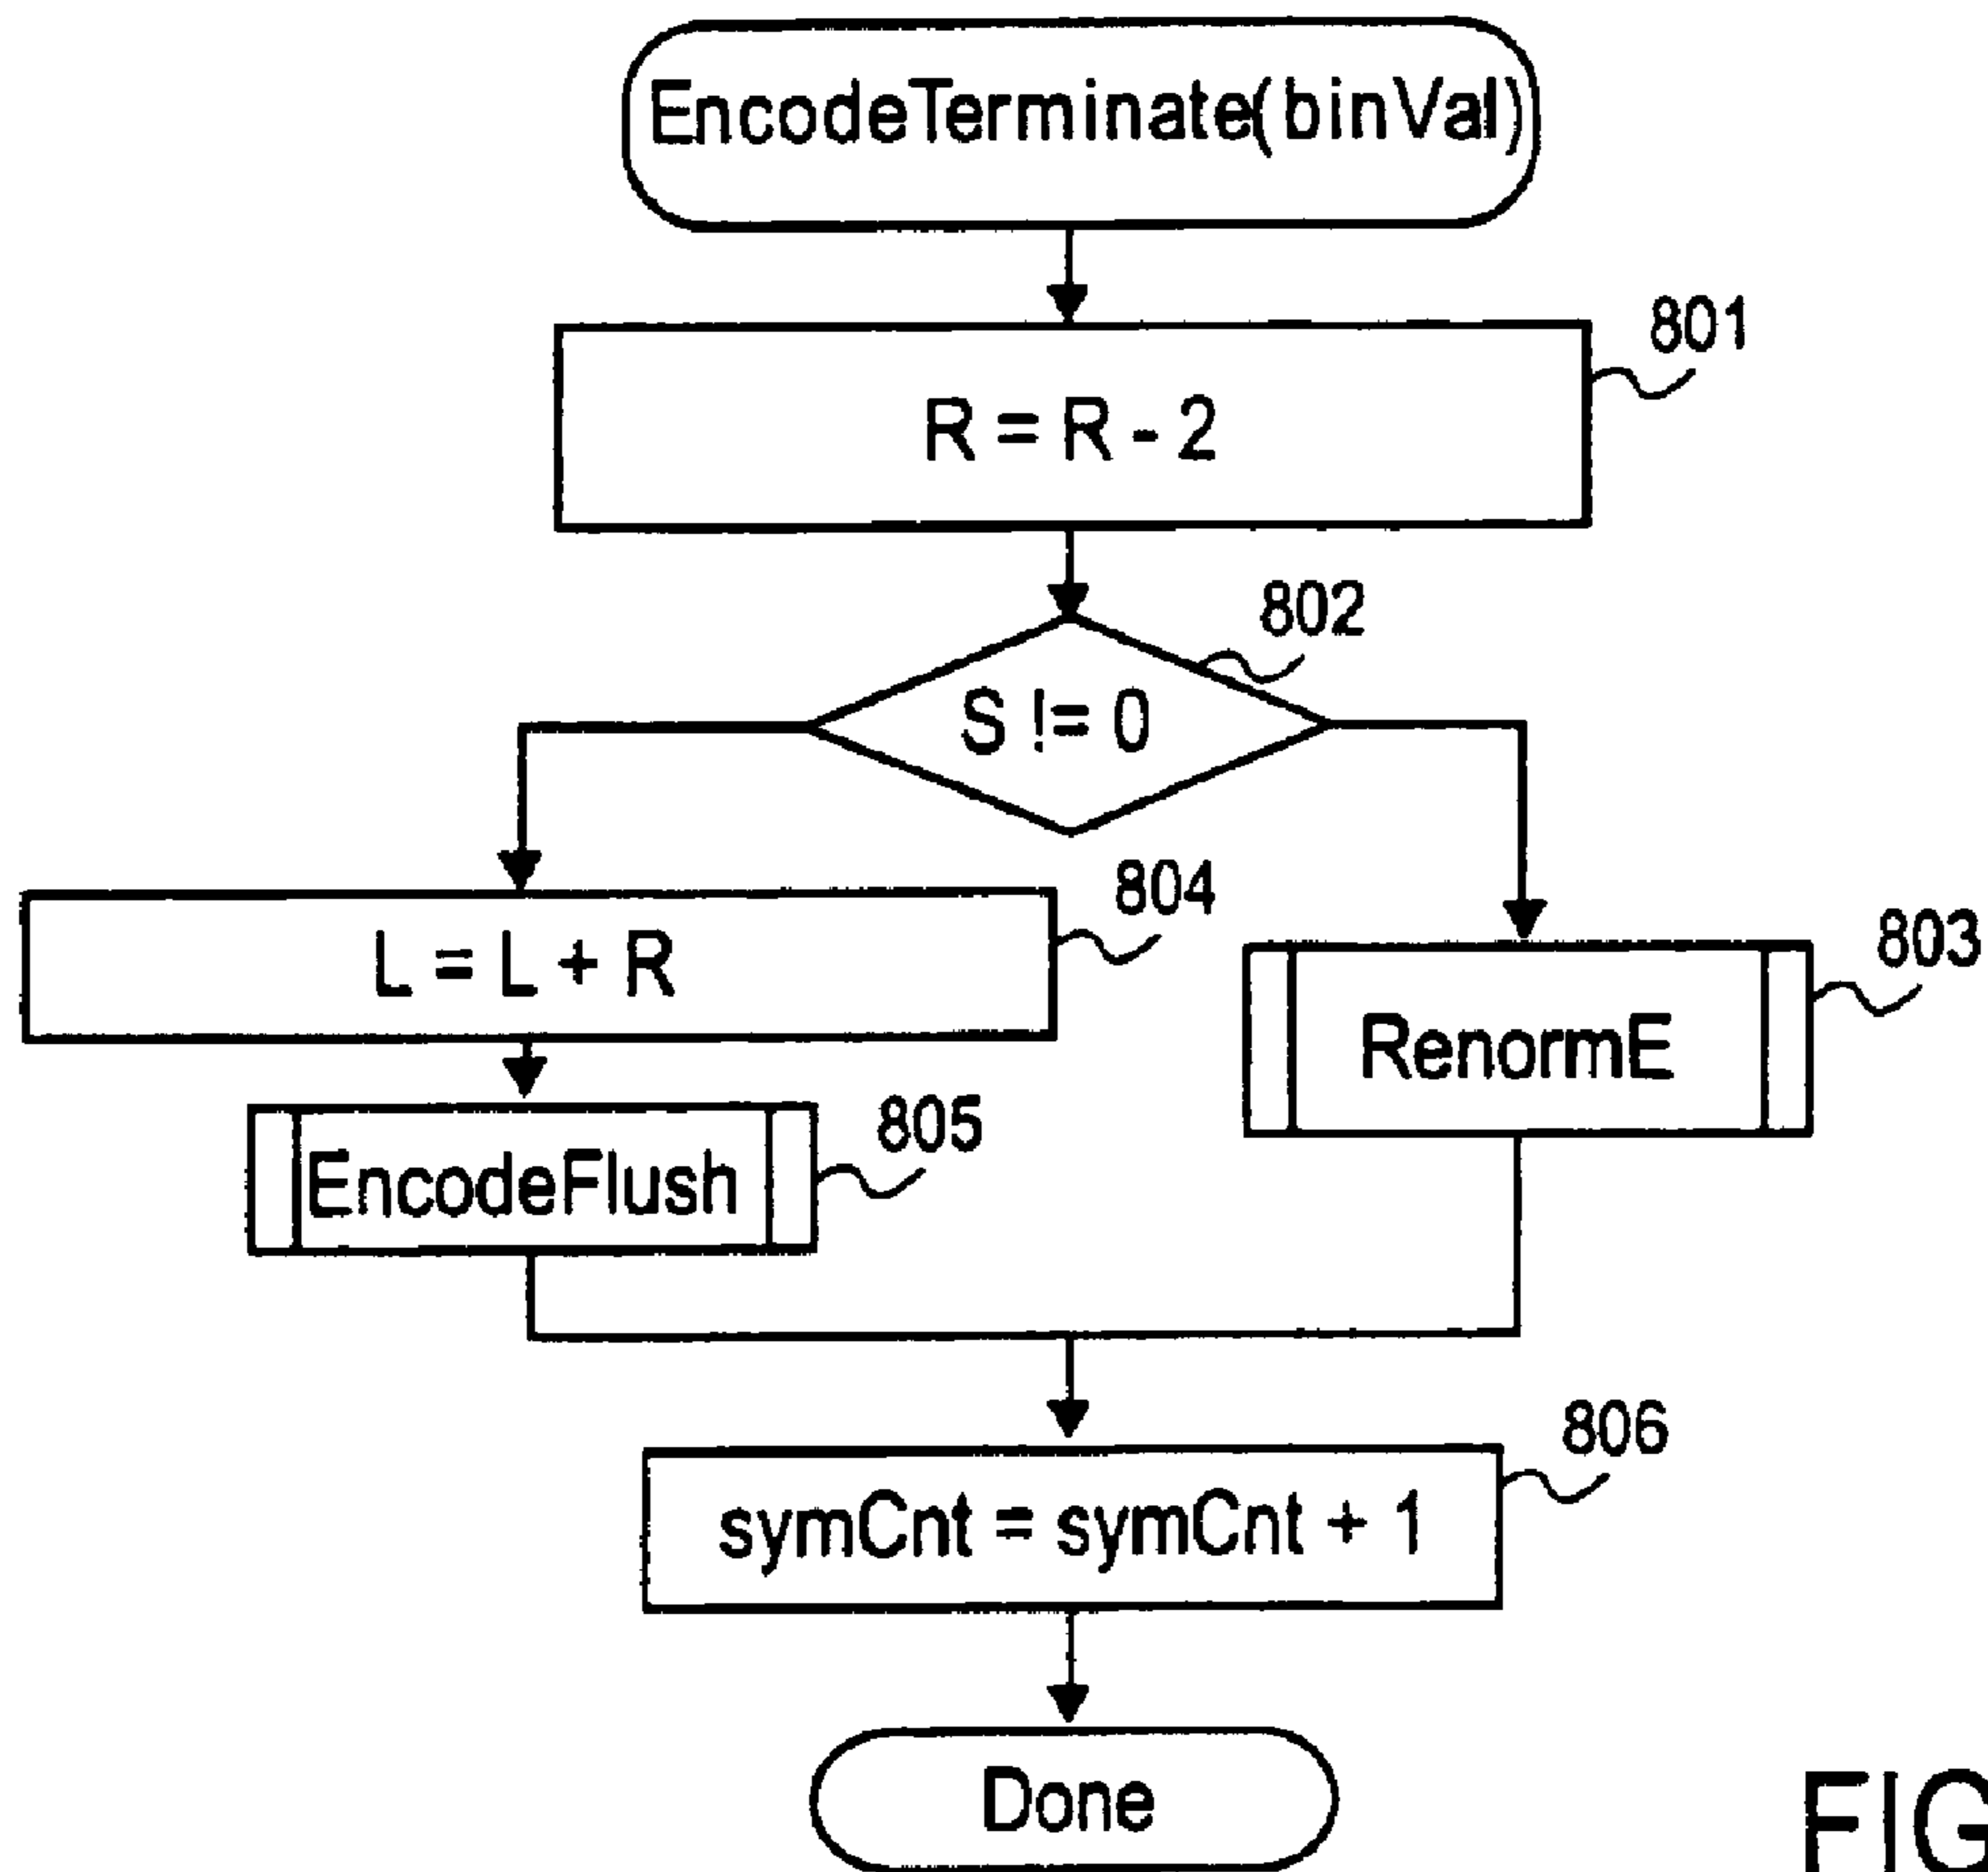 EncodeTerminate(binVal)
801
R = R - 2
802
S != 0
804
L = L + R
803
RenormE
805
EncodeFlush
806
symCnt = symCnt + 1
Done
FIG